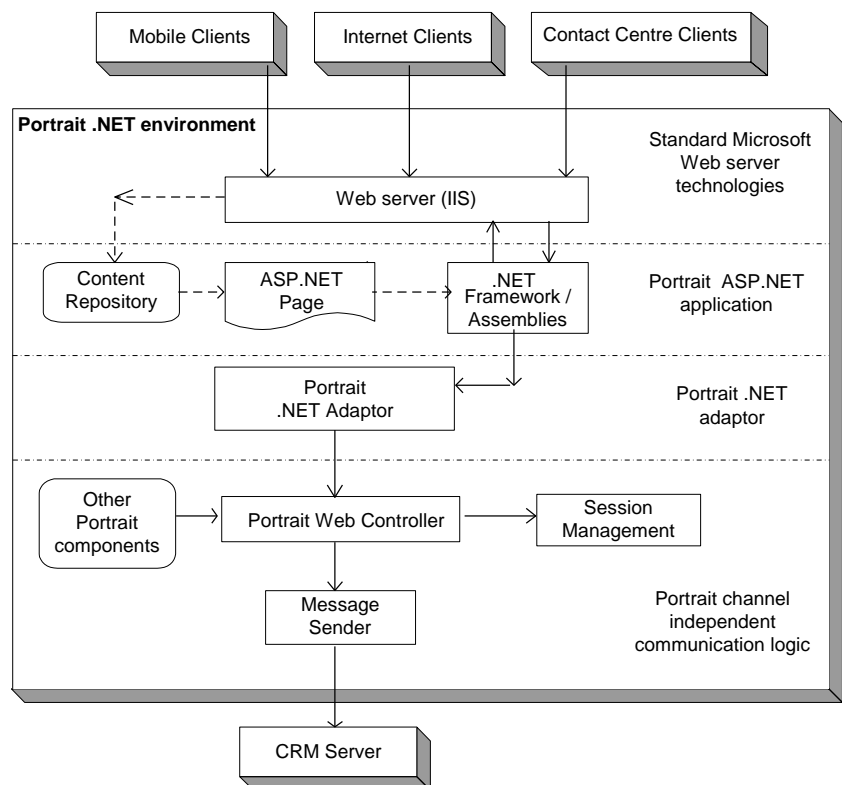 Mobile Clients
Internet Clients
Contact Centre Clients
Portrait .NET environment
Standard Microsoft
Web server
technologies
Web server (IIS)
Content
Repository
ASP.NET
Page
.NET
Framework /
Assemblies
Portrait ASP.NET
application
Portrait
.NET Adaptor
Portrait .NET
adaptor
Other
Portrait
components
Portrait Web Controller
Session
Management
Message
Sender
Portrait channel
independent
communication logic
CRM Server